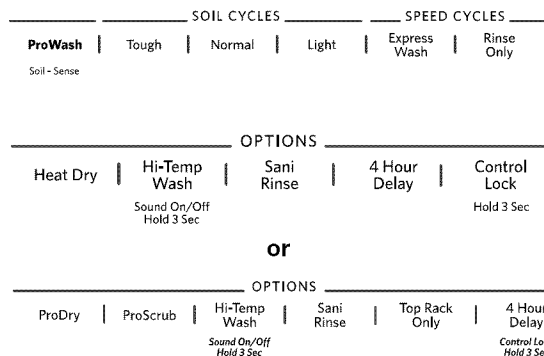 SOIL CYCLES SPEED CYCLES
ProWash Tough Normal Light Express Wash Rinse Only
Soil - Sense
OPTIONS
Heat Dry Hi-Temp Wash Sani Rinse 4 Hour Delay Control Lock
Sound On/Off Hold 3 Sec Hold 3 Sec
or
OPTIONS
ProDry ProScrub Hi-Temp Wash Sani Rinse Top Rack Only 4 Hour Delay
Sound On/Off Hold 3 Sec Control Lo Hold 3 Se